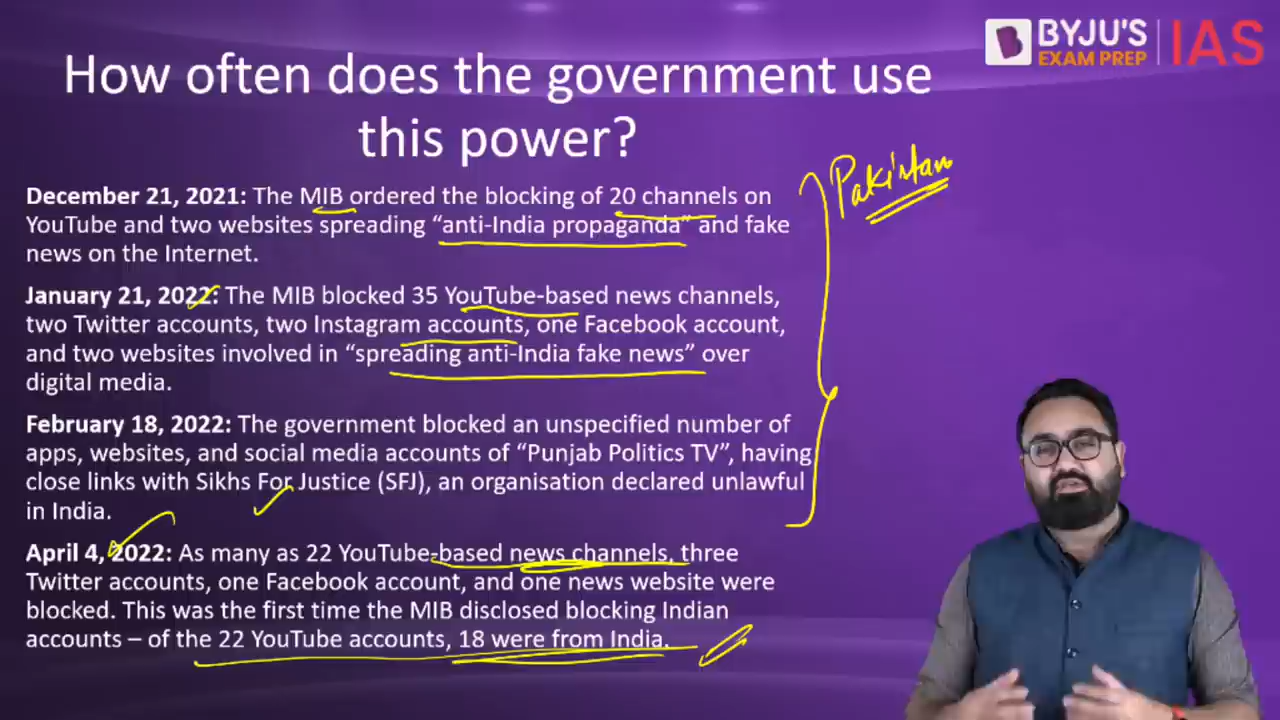 BYJU'S
EXAM PREP
IAS
How often does the government use
this power?
Pakistan
December 21, 2021: The MIB ordered the blocking of 20 channels on
YouTube and two websites spreading “anti-India propaganda” and fake
news on the Internet.
January 21, 2022: The MIB blocked 35 YouTube-based news channels,
two Twitter accounts, two Instagram accounts, one Facebook account,
and two websites involved in “spreading anti-India fake news” over
digital media.
February 18, 2022: The government blocked an unspecified number of
apps, websites, and social media accounts of “Punjab Politics TV”, having
close links with Sikhs For Justice (SFJ), an organisation declared unlawful
in India.
April 4, 2022: As many as 22 YouTube-based news channels, three
Twitter accounts, one Facebook account, and one news website were
blocked. This was the first time the MIB disclosed blocking Indian
accounts – of the 22 YouTube accounts, 18 were from India.